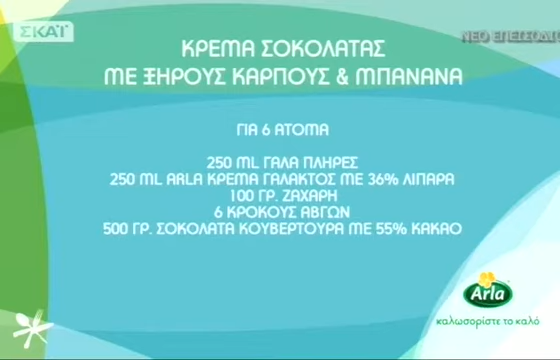 ΣΚΑΪ
ΝΕΟ ΕΠΕΙΣΟΔΙΟ
ΚΡΕΜΑ ΣΟΚΟΛΑΤΑΣ
ΜΕ ΞΗΡΟΥΣ ΚΑΡΠΟΥΣ & ΜΠΑΝΑΝΑ
ΓΙΑ 6 ΑΤΟΜΑ
250 ML ΓΑΛΑ ΠΛΗΡΕΣ
250 ML ARLA ΚΡΕΜΑ ΓΑΛΑΚΤΟΣ ΜΕ 36% ΛΙΠΑΡΑ
100 ΓΡ. ΖΑΧΑΡΗ
6 ΚΡΟΚΟΥΣ ΑΒΓΩΝ
500 ΓΡ. ΣΟΚΟΛΑΤΑ ΚΟΥΒΕΡΤΟΥΡΑ ΜΕ 55% ΚΑΚΑΟ
Arla
καλωσορίστε το καλό